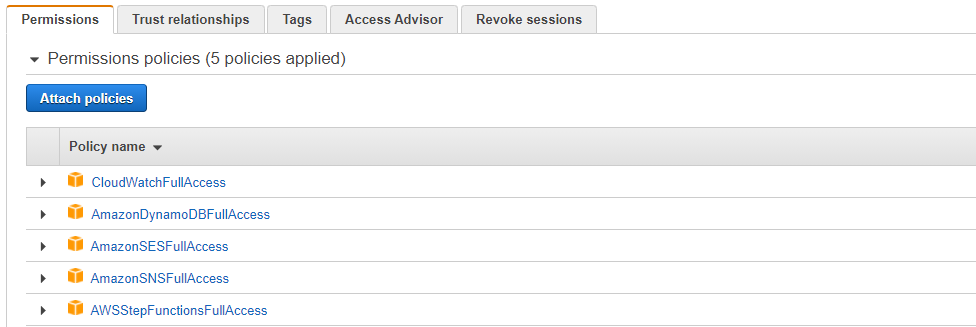 Permissions Trust relationships Tags Access Advisor Revoke sessions
Permissions policies (5 policies applied)
Attach policies
Policy name
CloudWatchFullAccess
AmazonDynamoDBFullAccess
AmazonSESFullAccess
AmazonSNSFullAccess
AWSStepFunctionsFullAccess